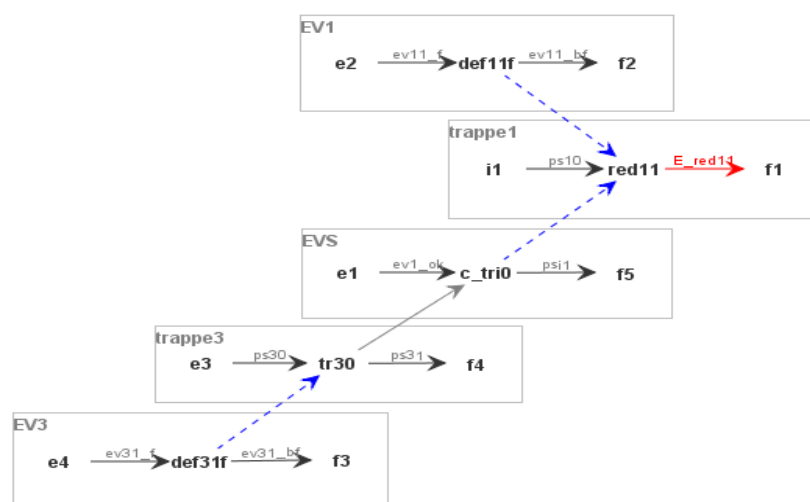 EV1
e2 ev11_f def11f ev11_bf f2
trappe1
i1 ps10 red11 E_red11 f1
EVS
e1 ev1_ok c_tri0 psi1 f5
trappe3
e3 ps30 tr30 ps31 f4
EV3
e4 ev31_f def31f ev31_bf f3